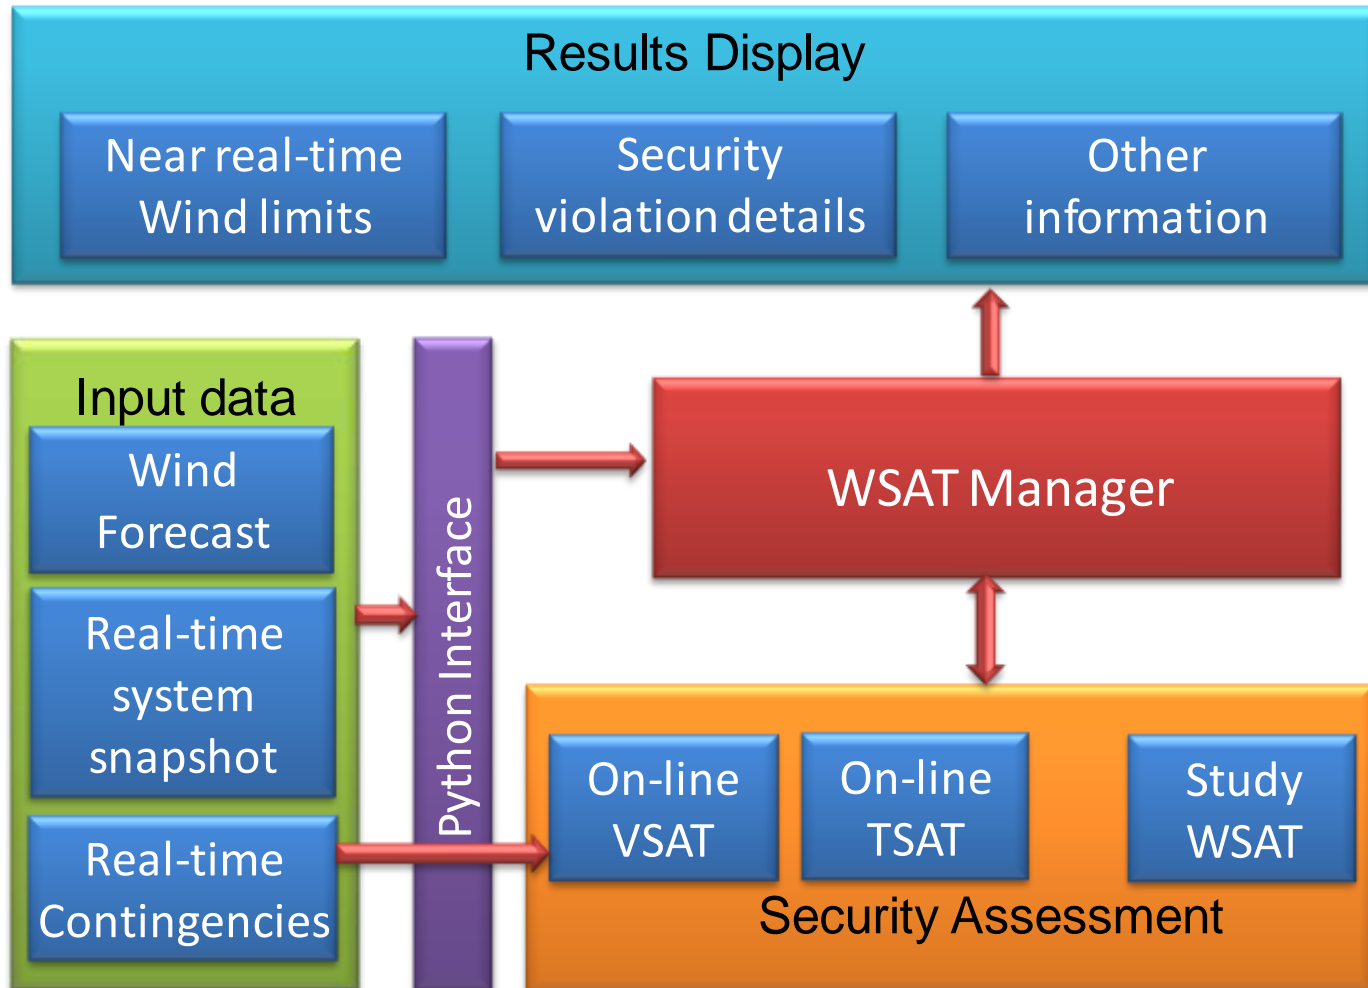 Results Display
Near real-time
Wind limits
Security
violation details
Other
information
Input data
Wind
Forecast
Real-time
system
snapshot
Real-time
Contingencies
Python Interface
WSAT Manager
On-line
VSAT
On-line
TSAT
Study
WSAT
Security Assessment